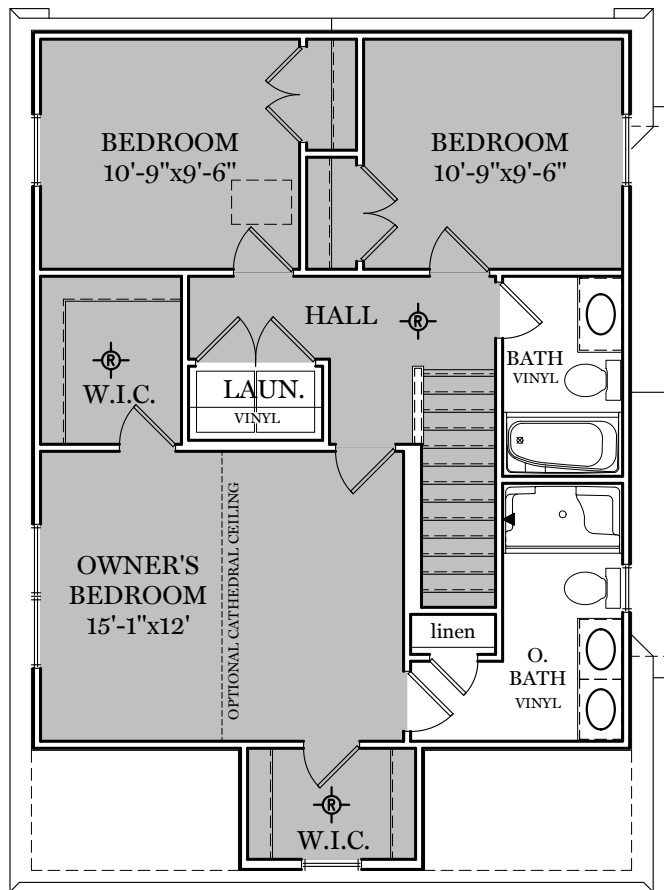 BEDROOM
10'-9"x9'-6"
BEDROOM
10'-9"x9'-6"
HALL
R
R
W.I.C.
LAUN.
VINYL
BATH
VINYL
OWNER'S
BEDROOM
15'-1"x12'
OPTIONAL CATHEDRAL CEILING
linen
O.
BATH
VINYL
R
W.I.C.